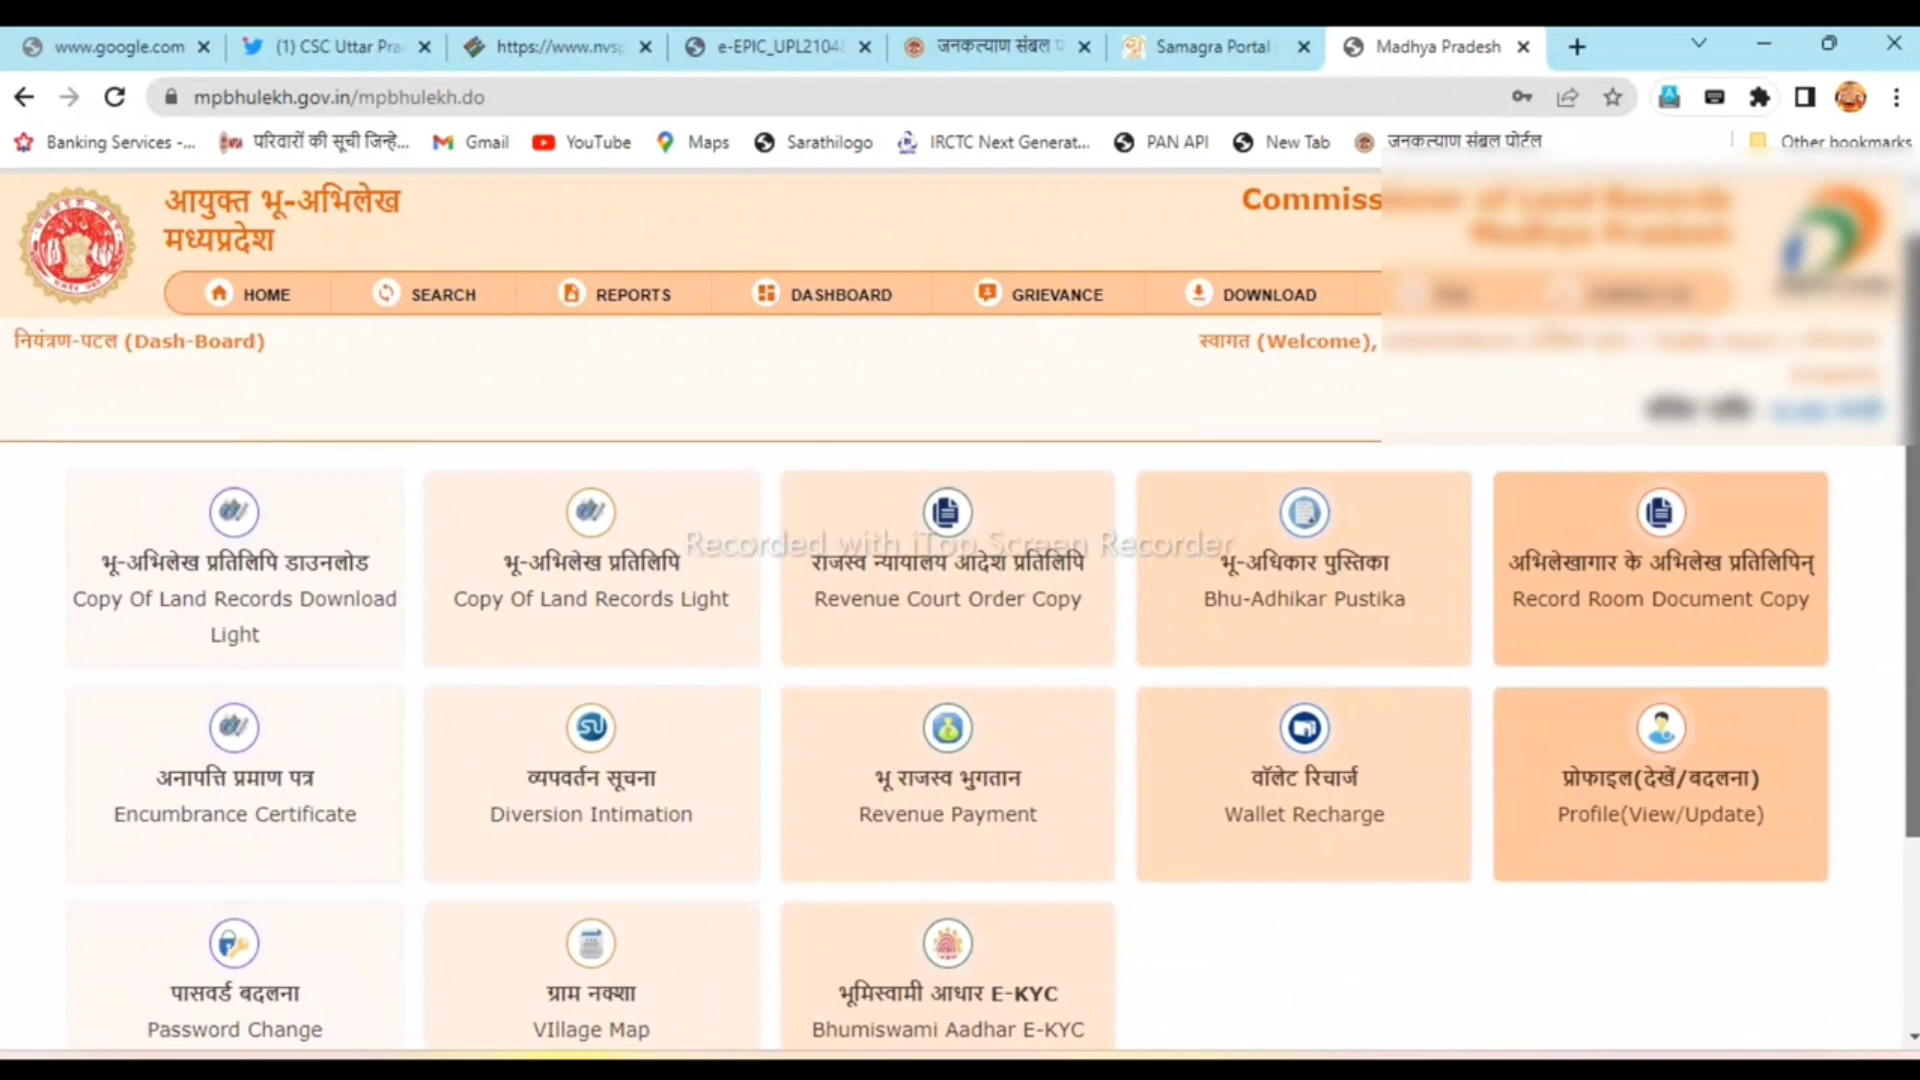 www.google.com
(1) CSC Uttar Pra
https://www.nvsp
e-EPIC_UPL2104
जनकल्याण संबल प
Samagra Portal
Madhya Pradesh
mpbhulekh.gov.in/mpbhulekh.do
Banking Services -...
परिवारों की सूची जिन्हे...
Gmail
YouTube
Maps
Sarathilogo
IRCTC Next Generat...
PAN API
New Tab
जनकल्याण संबल पोर्टल
Other bookmarks
आयुक्त भू-अभिलेख
मध्यप्रदेश
Commissioner of Land Records
Madhya Pradesh
HOME
SEARCH
REPORTS
DASHBOARD
GRIEVANCE
DOWNLOAD
नियंत्रण-पटल (Dash-Board)
स्वागत (Welcome),
Recorded with iTop Screen Recorder
भू-अभिलेख प्रतिलिपि डाउनलोड
Copy Of Land Records Download
Light
भू-अभिलेख प्रतिलिपि
Copy Of Land Records Light
राजस्व न्यायालय आदेश प्रतिलिपि
Revenue Court Order Copy
भू-अधिकार पुस्तिका
Bhu-Adhikar Pustika
अभिलेखागार के अभिलेख प्रतिलिपिन्
Record Room Document Copy
अनापत्ति प्रमाण पत्र
Encumbrance Certificate
व्यपवर्तन सूचना
Diversion Intimation
भू राजस्व भुगतान
Revenue Payment
वॉलेट रिचार्ज
Wallet Recharge
प्रोफाइल(देखें/बदलना)
Profile(View/Update)
पासवर्ड बदलना
Password Change
ग्राम नक्शा
VIllage Map
भूमिस्वामी आधार E-KYC
Bhumiswami Aadhar E-KYC